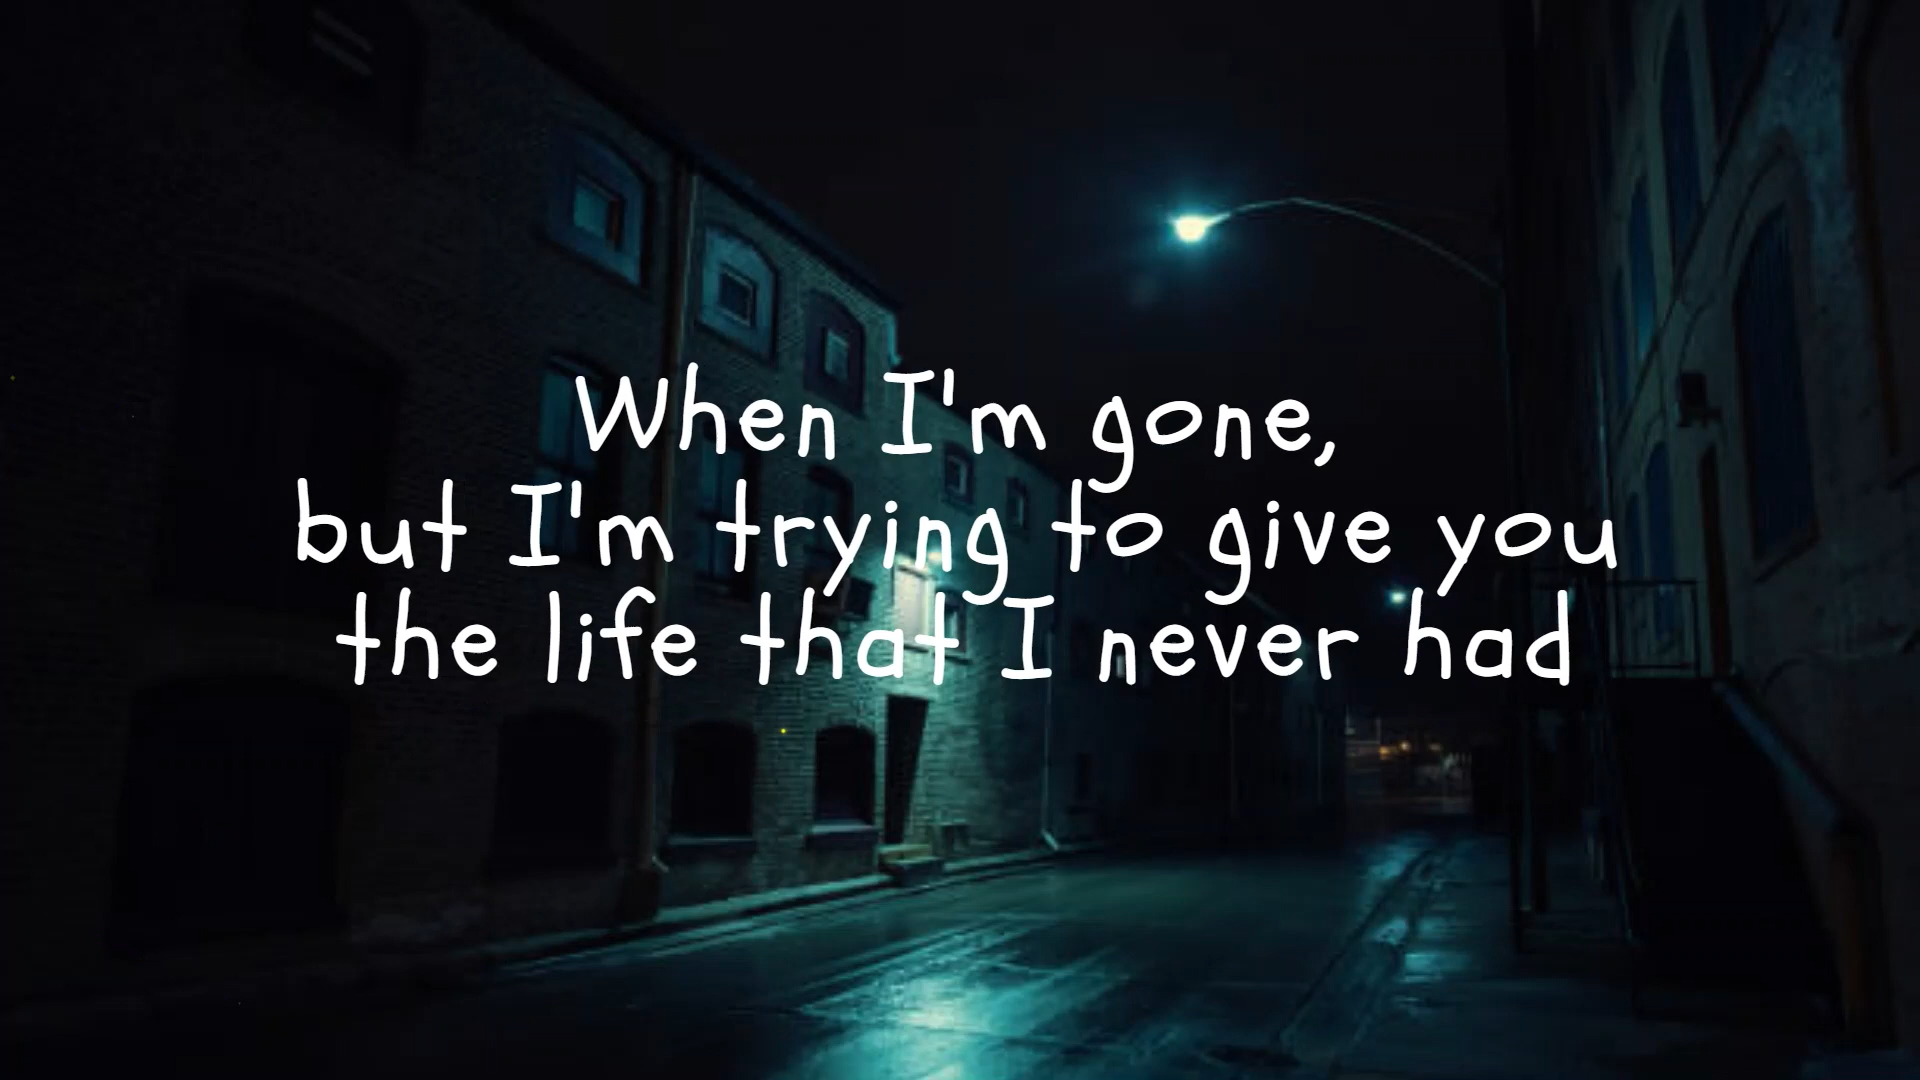 When I'm gone,
but I'm trying to give you
the life that I never had